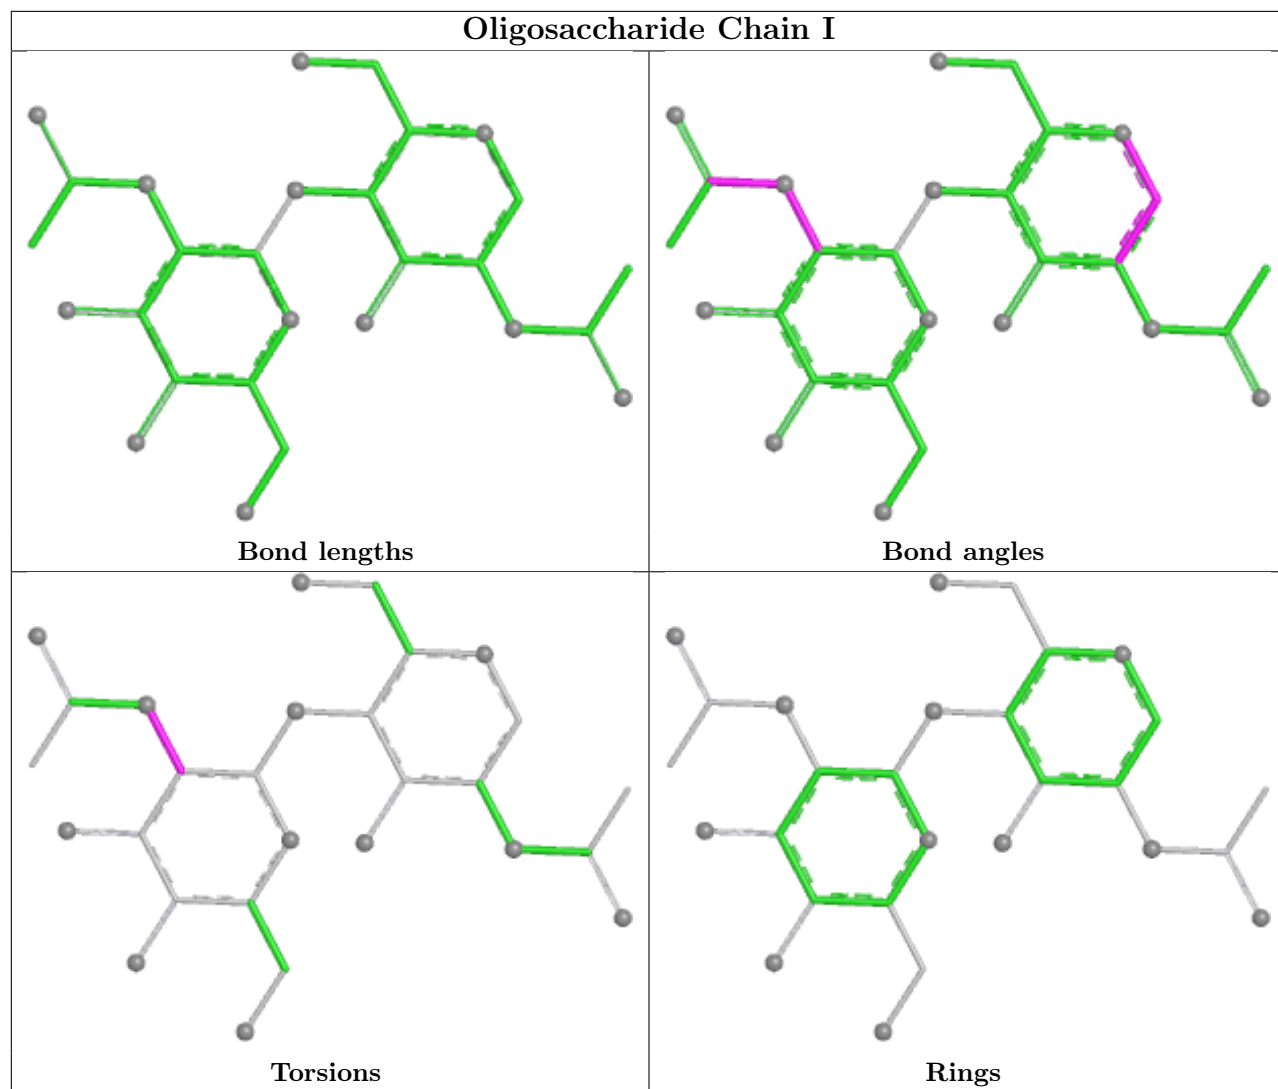 Oligosaccharide Chain I
Bond lengths
Bond angles
Torsions
Rings